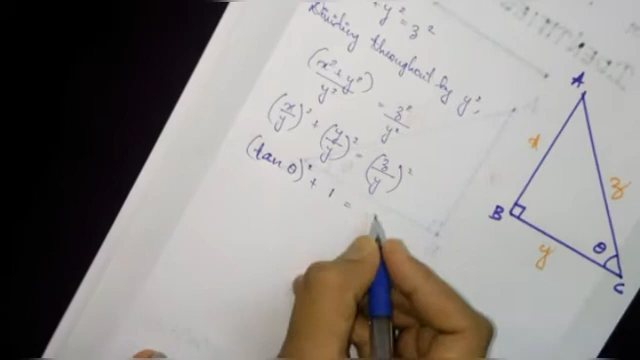 + y² = z²
Dividing throughout by y²,
(x² + y²)/y² = z²/y²
(x/y)² + (y/y)² = (z/y)²
(tan θ)² + 1 =
A
x
z
B
θ
y
C